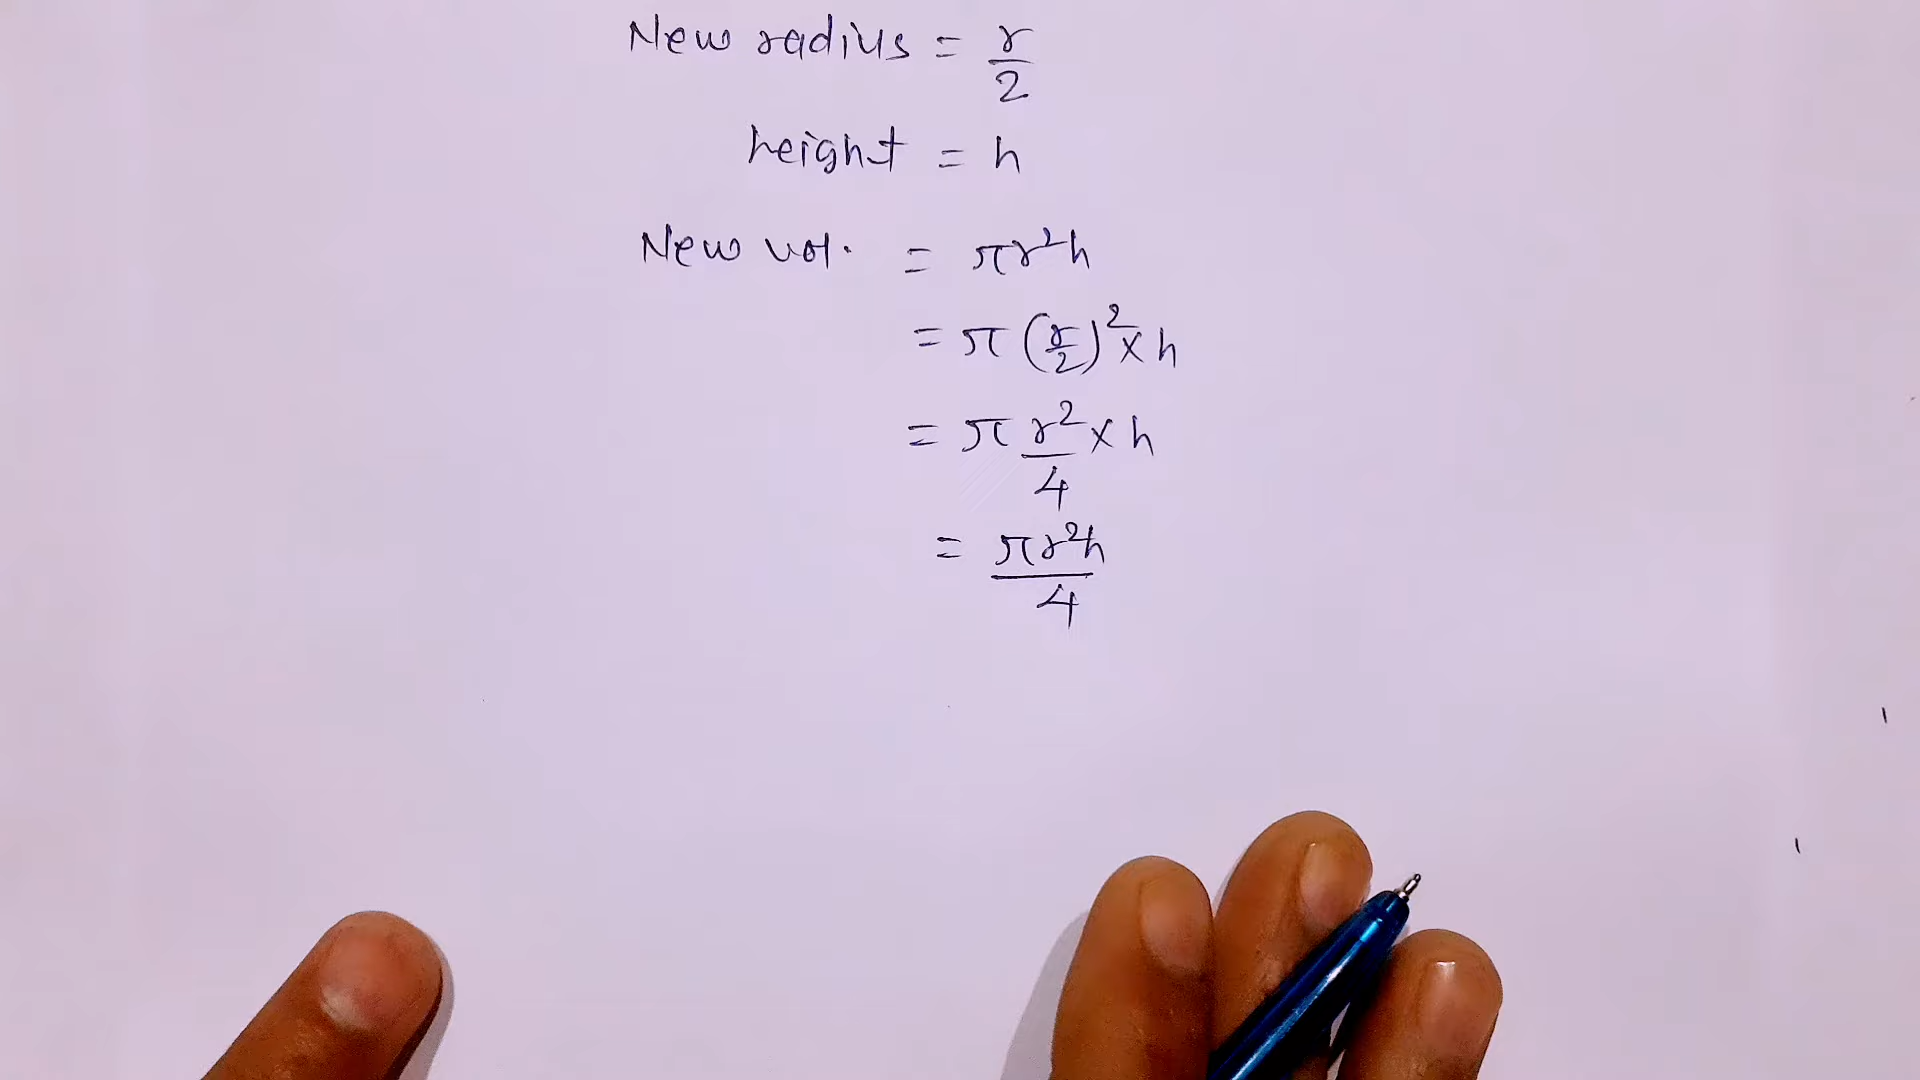 New radius = r/2
height = h
New vol. = πr²h
= π (r/2)² × h
= π r²/4 × h
= πr²h/4